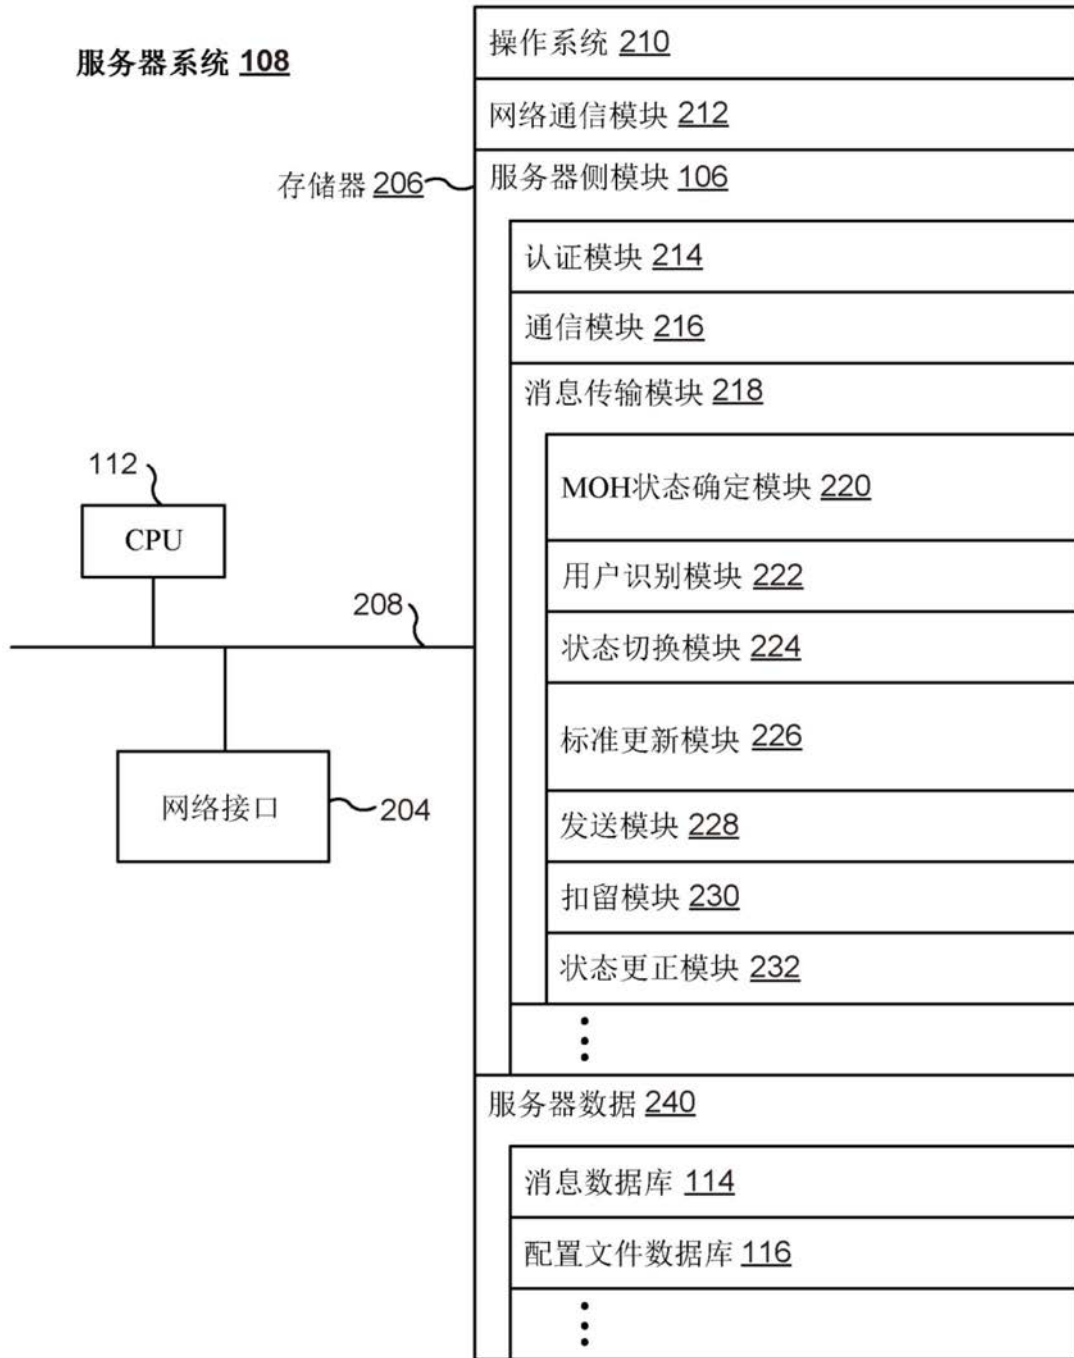 服务器系统 108
操作系统 210
网络通信模块 212
存储器 206
服务器侧模块 106
认证模块 214
通信模块 216
消息传输模块 218
MOH状态确定模块 220
用户识别模块 222
状态切换模块 224
标准更新模块 226
发送模块 228
扣留模块 230
状态更正模块 232
112
CPU
208
网络接口
204
服务器数据 240
消息数据库 114
配置文件数据库 116